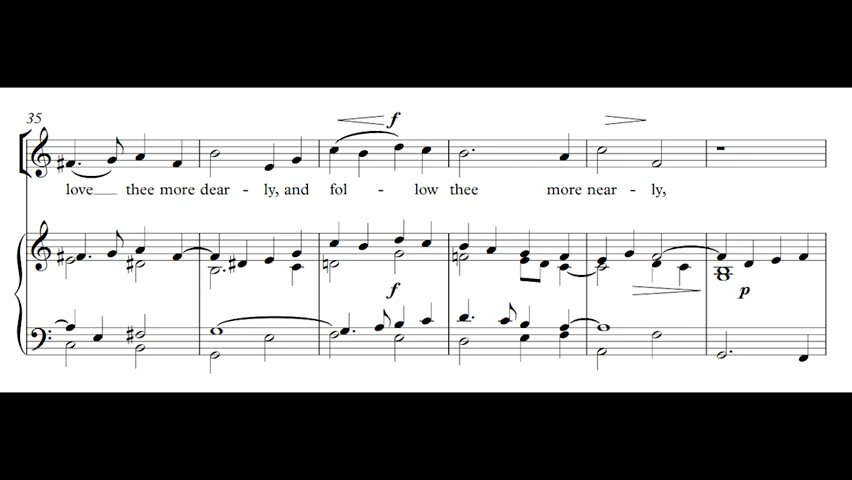 35
f
love thee more dear - ly, and fol - low thee more near - ly,
f
p